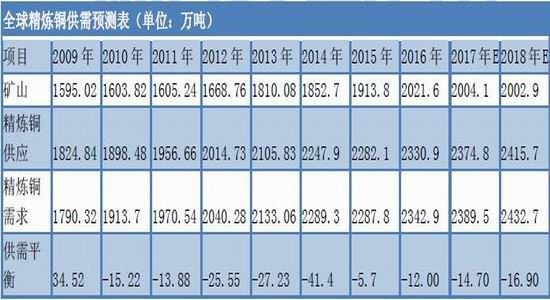 全球精炼铜供需预测表（单位：万吨）
项目 2009 年 2010 年 2011 年 2012 年 2013 年 2014 年 2015 年 2016 年 2017 年E 2018 年E
矿山 1595.02 1603.82 1605.24 1668.76 1810.08 1852.7 1913.8 2021.6 2004.1 2002.9
精炼铜
供应 1824.84 1898.48 1956.66 2014.73 2105.83 2247.9 2282.1 2330.9 2374.8 2415.7
精炼铜
需求 1790.32 1913.7 1970.54 2040.28 2133.06 2289.3 2287.8 2342.9 2389.5 2432.7
供需平
衡 34.52 -15.22 -13.88 -25.55 -27.23 -41.4 -5.7 -12.00 -14.70 -16.90